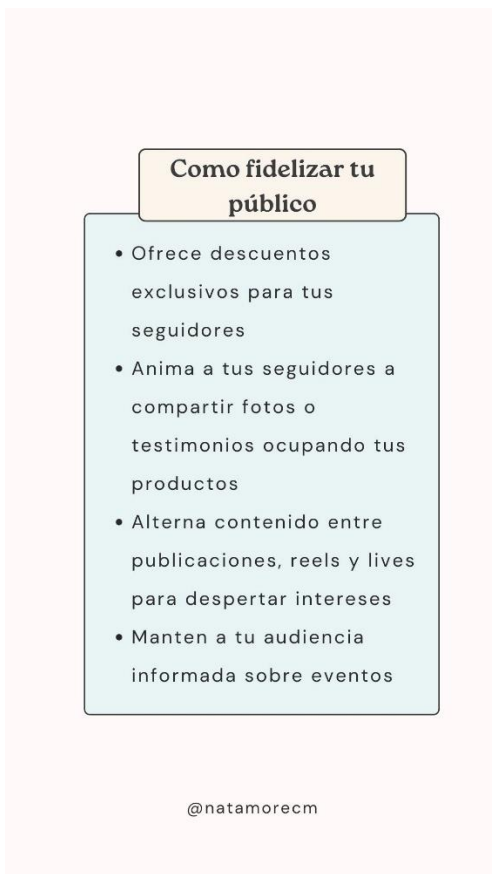 Como fidelizar tu
público
• Ofrece descuentos
exclusivos para tus
seguidores
• Anima a tus seguidores a
compartir fotos o
testimonios ocupando tus
productos
• Alterna contenido entre
publicaciones, reels y lives
para despertar intereses
• Manten a tu audiencia
informada sobre eventos
@natamorecm